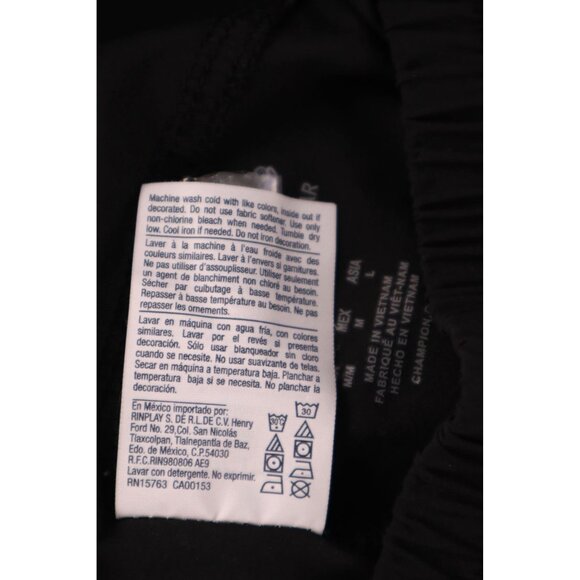 Machine wash cold with like colors, inside out if
decorated. Do not use fabric softener. Use only
non-chlorine bleach when needed. Tumble dry
low. Cool iron if needed. Do not iron decoration.
Laver à la machine à l'eau froide avec des
couleurs similaires. Laver à l'envers si garnitures.
Ne pas utiliser d'assouplisseur. Utiliser seulement
un agent de blanchiment non chloré au besoin.
Sécher par culbutage à basse température.
Repasser à basse température au besoin. Ne pas
repasser les ornements.
Lavar en máquina con agua fría, con colores
similares. Lavar por el revés si presenta
decoración. Sólo usar blanqueador sin cloro
cuando se necesite. No usar suavizante de telas.
Secar en máquina a temperatura baja. Planchar a
temperatura baja si se necesita. No planchar la
decoración.
En México importado por:
RINPLAY S. DE R.L.DE C.V. Henry
Ford No. 29,Col. San Nicolás
Tlaxcolpan, Tlalnepantla de Baz,
Edo. de México, C.P.54030
R.F.C.RIN980806 AE9
Lavar con detergente. No exprimir.
RN15763 CA00153
30°C
30
AR
MEX ASIA
M/M M L
MADE IN VIETNAM
FABRIQUÉ AU VIÊTNAM
HECHO EN VIETNAM
CHAMPION